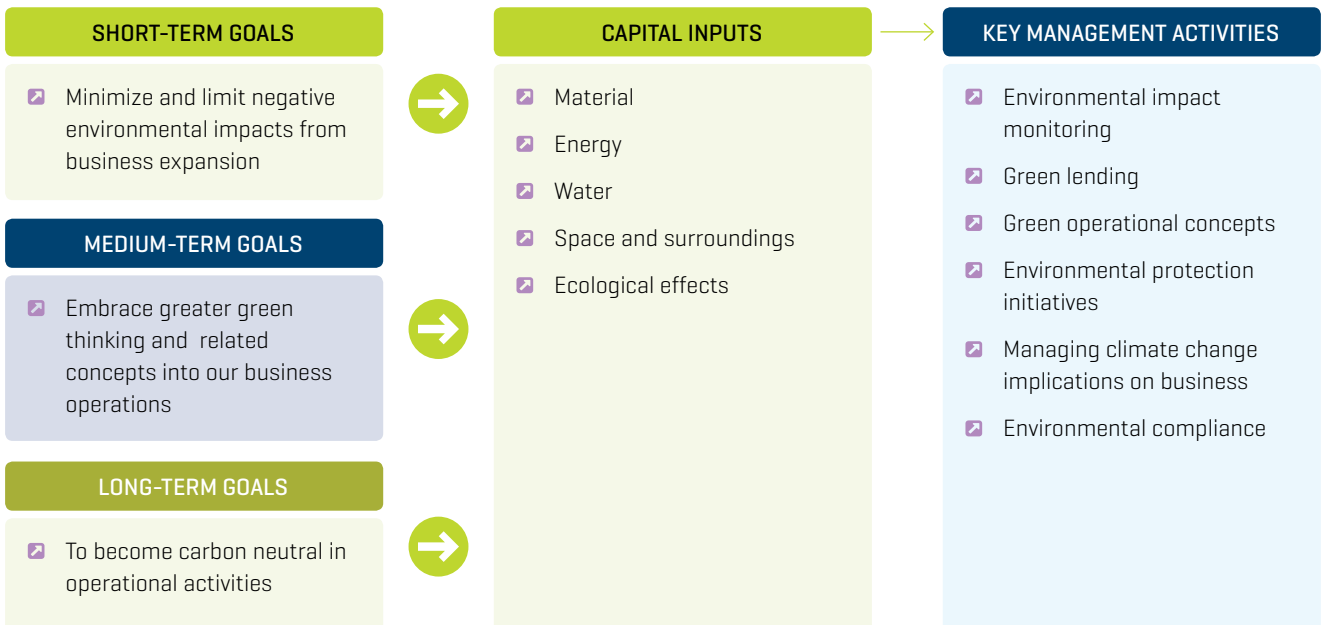 SHORT-TERM GOALS
Minimize and limit negative
environmental impacts from
business expansion
MEDIUM-TERM GOALS
Embrace greater green
thinking and related
concepts into our business
operations
LONG-TERM GOALS
To become carbon neutral in
operational activities
CAPITAL INPUTS
Material
Energy
Water
Space and surroundings
Ecological effects
KEY MANAGEMENT ACTIVITIES
Environmental impact
monitoring
Green lending
Green operational concepts
Environmental protection
initiatives
Managing climate change
implications on business
Environmental compliance